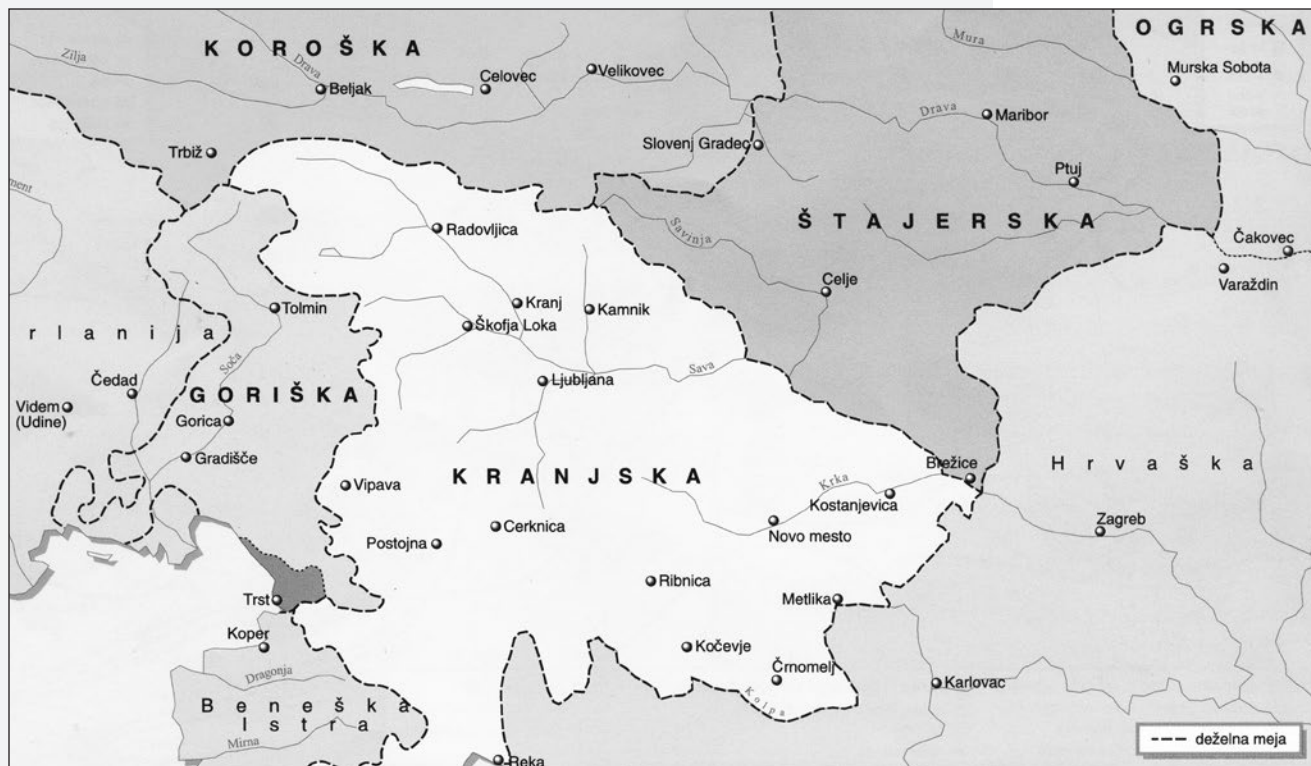 KOROŠKA
OGRSKA
Mura
Zilja
Drava
Celovec
Velikovec
Murska Sobota
Beljak
Drava
Maribor
Trbiž
Slovenj Gradec
Ptuj
ment
ŠTAJERSKA
Radovljica
Savinja
Čakovec
Varaždin
Celje
Tolmin
Kranj
Kamnik
rlanija
Škofja Loka
Soča
Sava
Ljubljana
Čedad
GORIŠKA
Videm
(Udine)
Gorica
Gradišče
KRANJSKA
Hrvaška
Brežice
Vipava
Krka
Kostanjevica
Cerknica
Novo mesto
Zagreb
Postojna
Ribnica
Trst
Metlika
Koper
Kočevje
Dragonja
Črnomelj
Karlovac
Kolpa
Beneška
Istra
Mirna
deželna meja
Reka